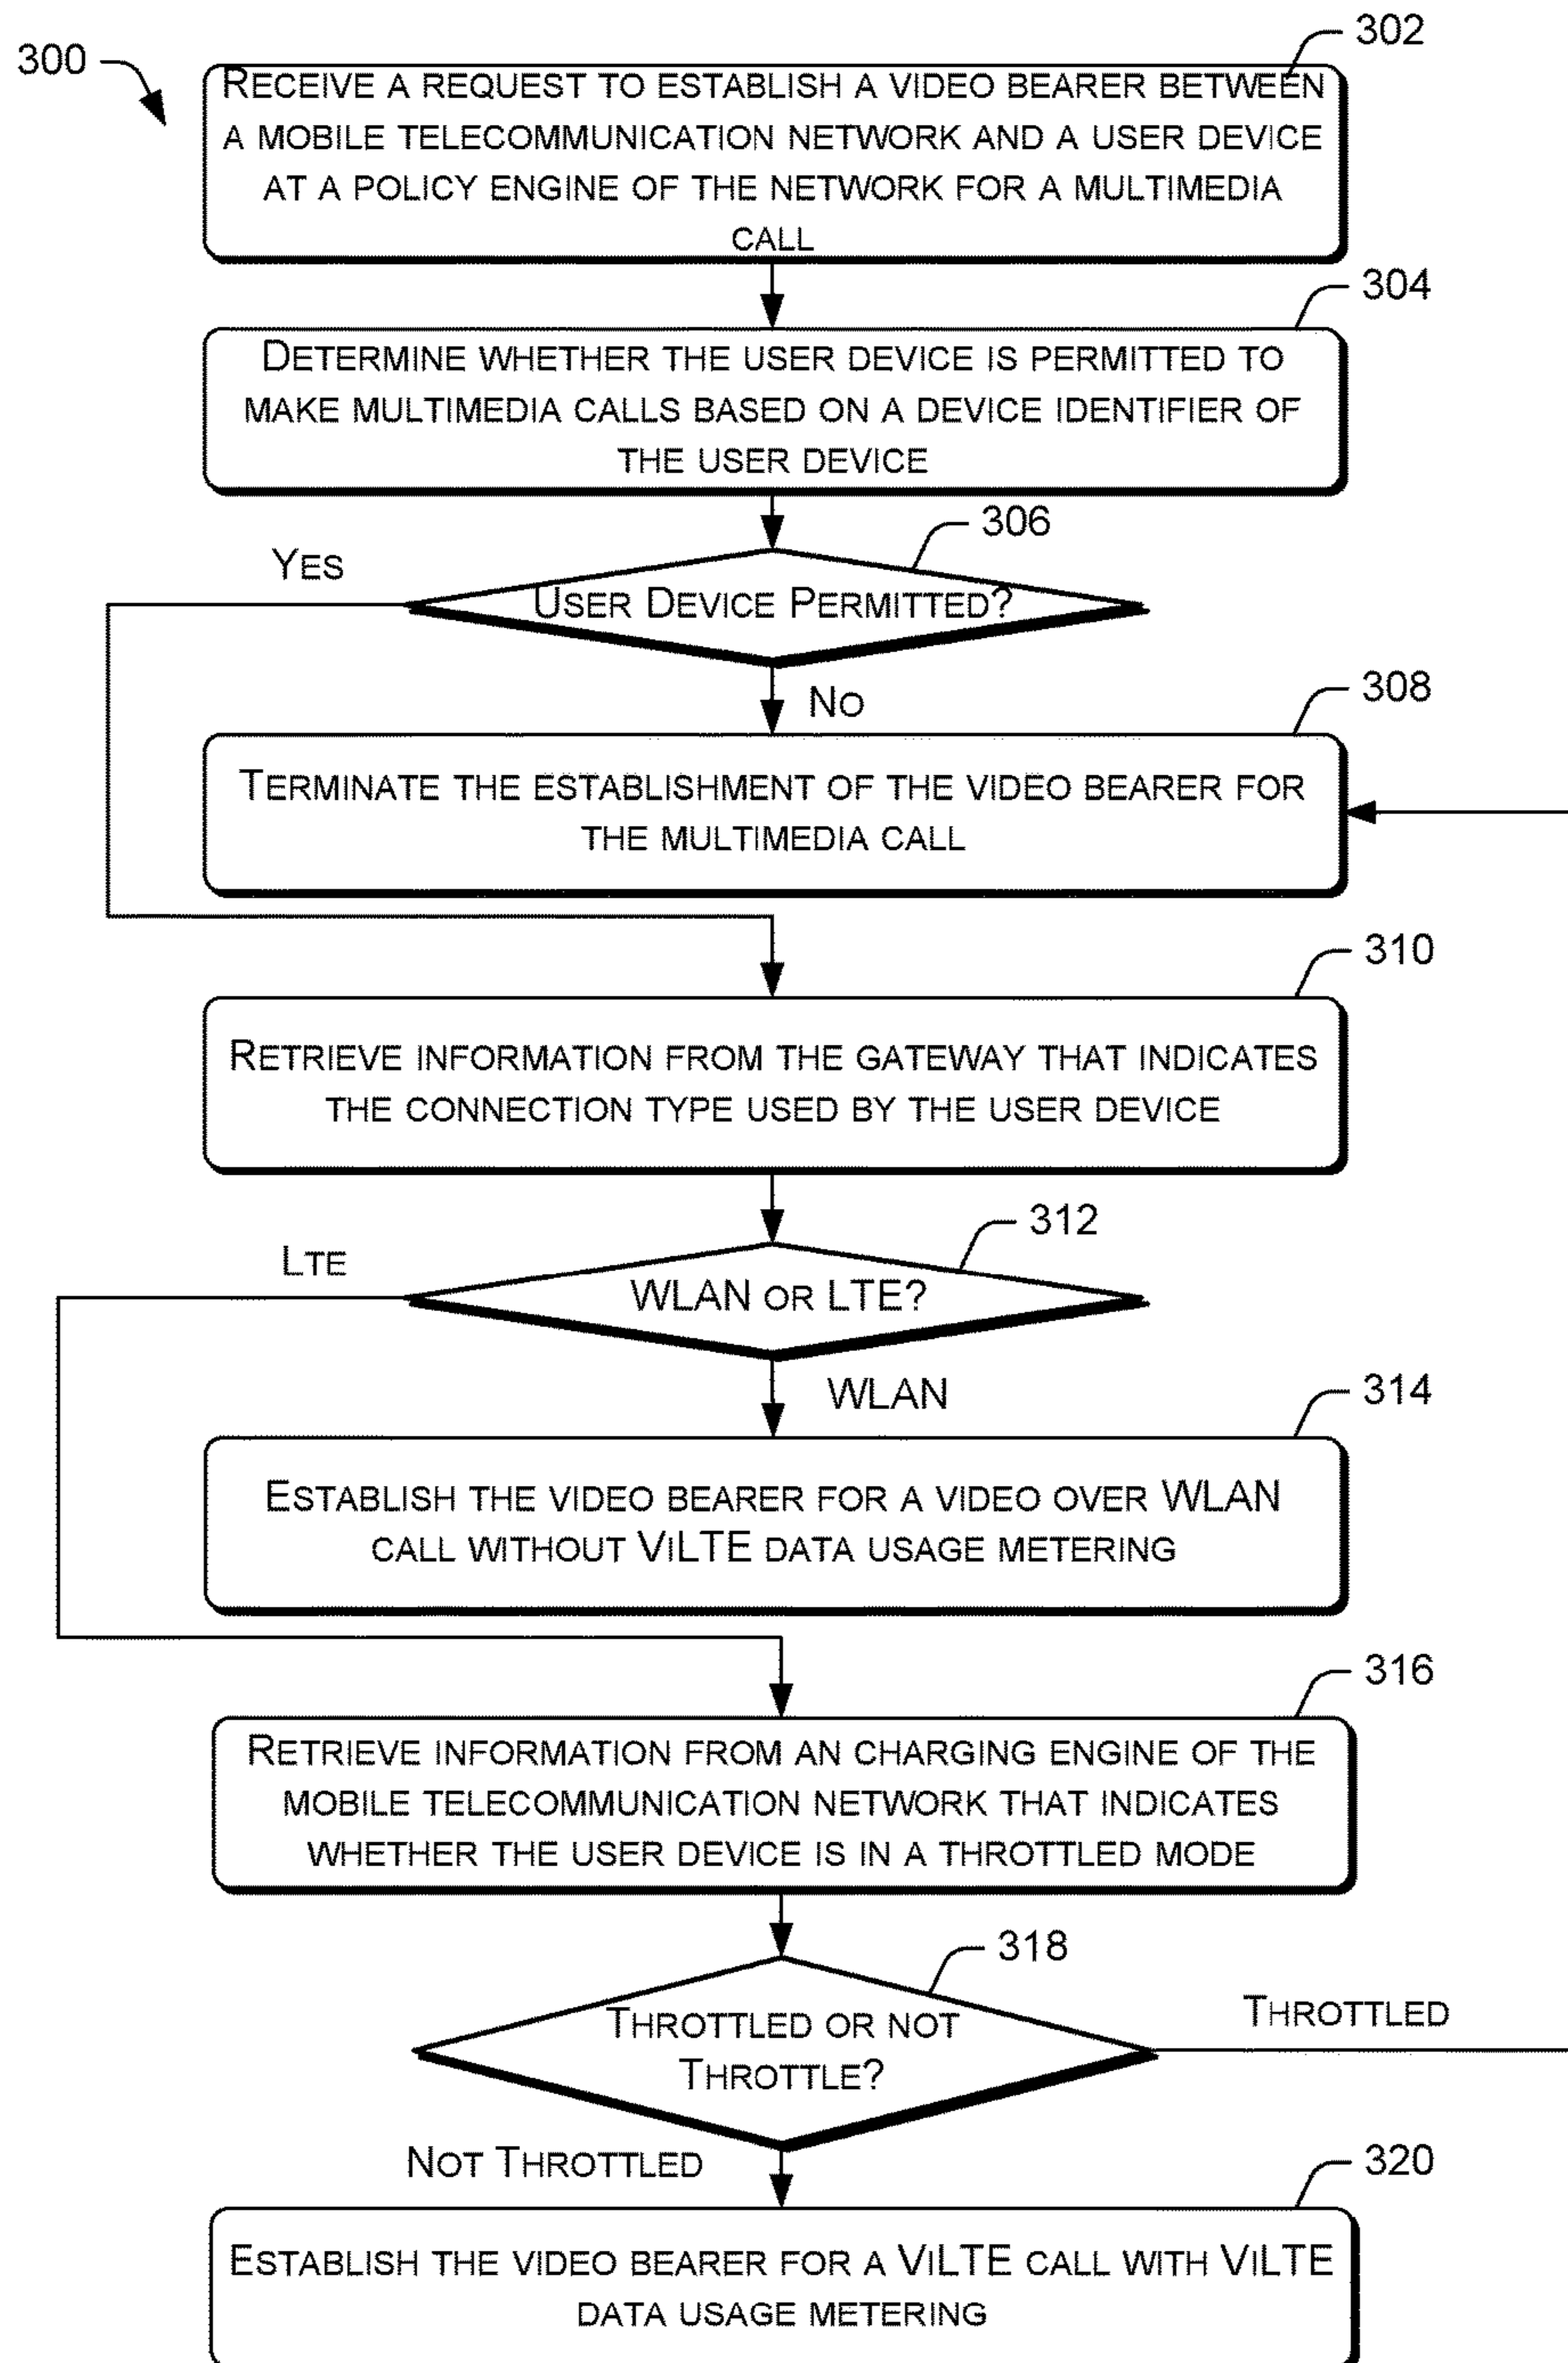 300
302
RECEIVE A REQUEST TO ESTABLISH A VIDEO BEARER BETWEEN
A MOBILE TELECOMMUNICATION NETWORK AND A USER DEVICE
AT A POLICY ENGINE OF THE NETWORK FOR A MULTIMEDIA
CALL
304
DETERMINE WHETHER THE USER DEVICE IS PERMITTED TO
MAKE MULTIMEDIA CALLS BASED ON A DEVICE IDENTIFIER OF
THE USER DEVICE
306
YES
USER DEVICE PERMITTED?
NO
308
TERMINATE THE ESTABLISHMENT OF THE VIDEO BEARER FOR
THE MULTIMEDIA CALL
310
RETRIEVE INFORMATION FROM THE GATEWAY THAT INDICATES
THE CONNECTION TYPE USED BY THE USER DEVICE
312
LTE
WLAN OR LTE?
WLAN
314
ESTABLISH THE VIDEO BEARER FOR A VIDEO OVER WLAN
CALL WITHOUT VILTE DATA USAGE METERING
316
RETRIEVE INFORMATION FROM AN CHARGING ENGINE OF THE
MOBILE TELECOMMUNICATION NETWORK THAT INDICATES
WHETHER THE USER DEVICE IS IN A THROTTLED MODE
318
THROTTLED OR NOT
THROTTLE?
THROTTLED
NOT THROTTLED
320
ESTABLISH THE VIDEO BEARER FOR A VILTE CALL WITH VILTE
DATA USAGE METERING